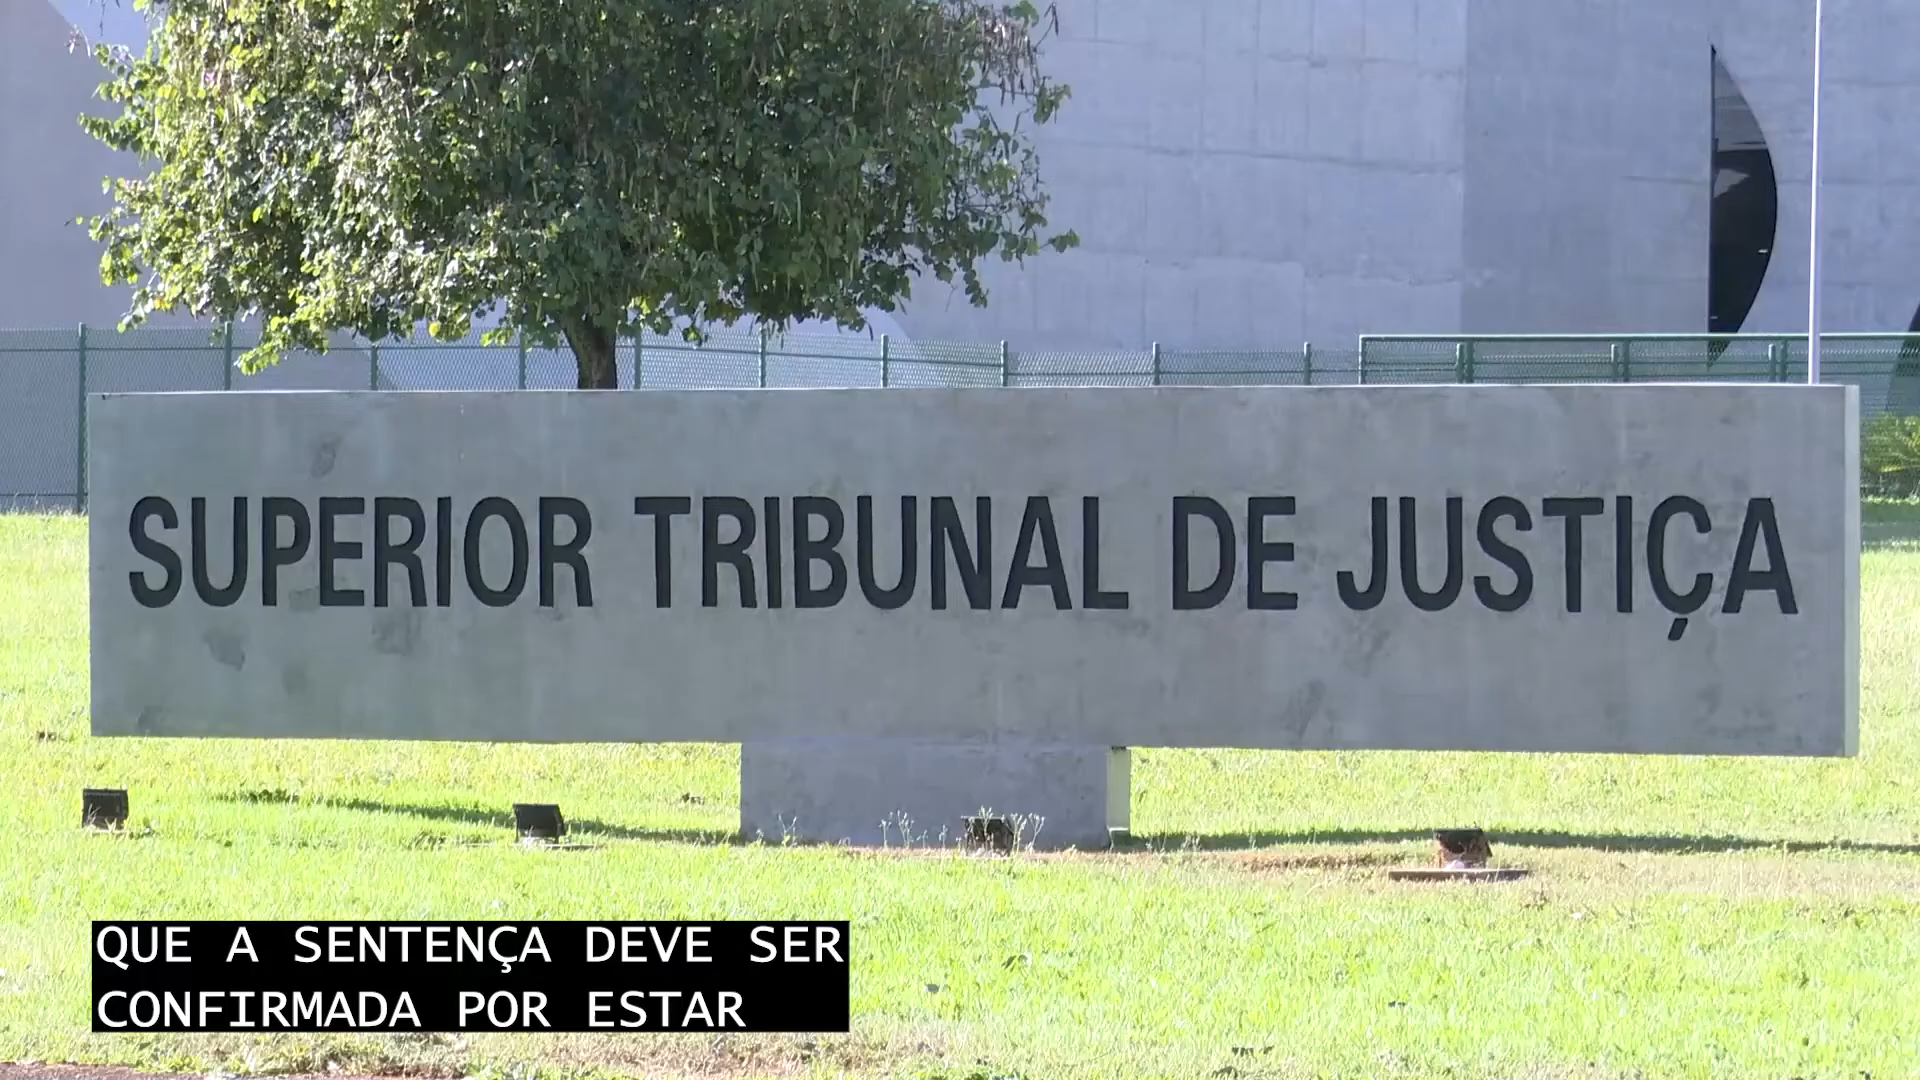 SUPERIOR TRIBUNAL DE JUSTIÇA
QUE A SENTENÇA DEVE SER
CONFIRMADA POR ESTAR